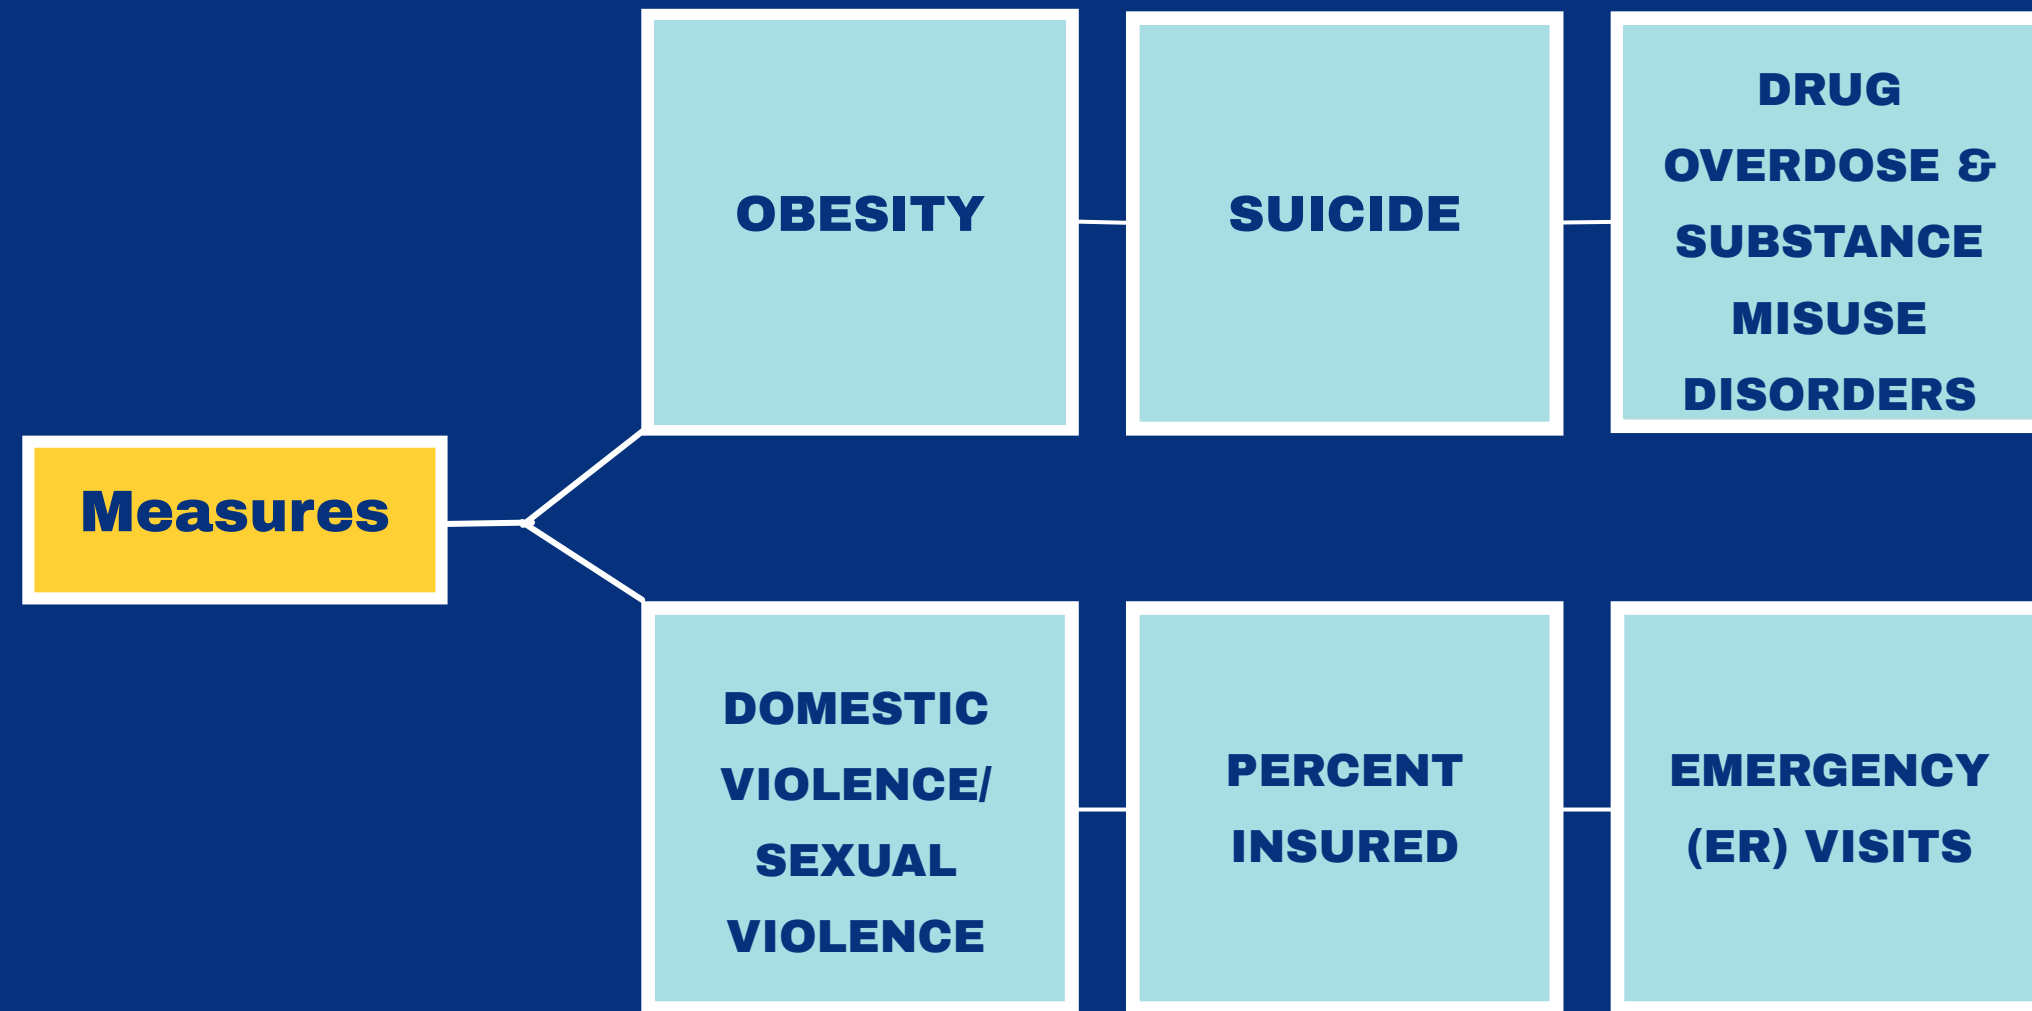 Measures
OBESITY
SUICIDE
DRUG
OVERDOSE &
SUBSTANCE
MISUSE
DISORDERS
DOMESTIC
VIOLENCE/
SEXUAL
VIOLENCE
PERCENT
INSURED
EMERGENCY
(ER) VISITS